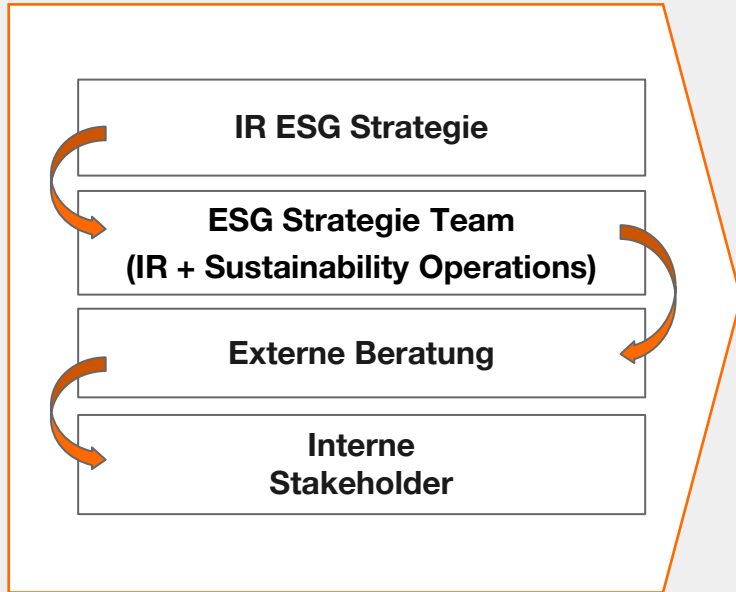 IR ESG Strategie
ESG Strategie Team
(IR + Sustainability Operations)
Externe Beratung
Interne
Stakeholder